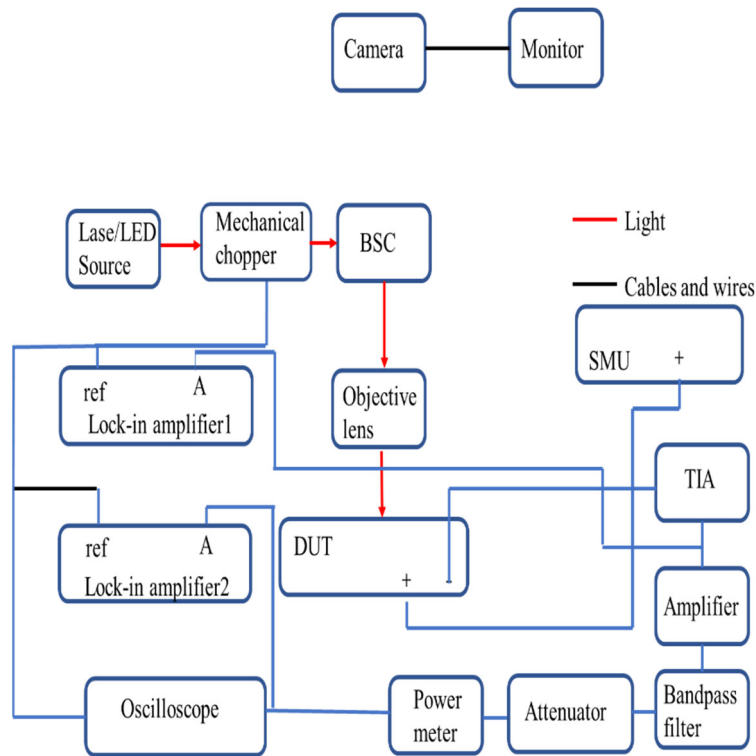 Camera
Monitor
Lase/LED
Source
Mechanical
chopper
BSC
Light
Cables and wires
SMU +
ref A
Lock-in amplifier1
Objective
lens
TIA
ref A
Lock-in amplifier2
DUT
+ -
Amplifier
Oscilloscope
Power
meter
Attenuator
Bandpass
filter